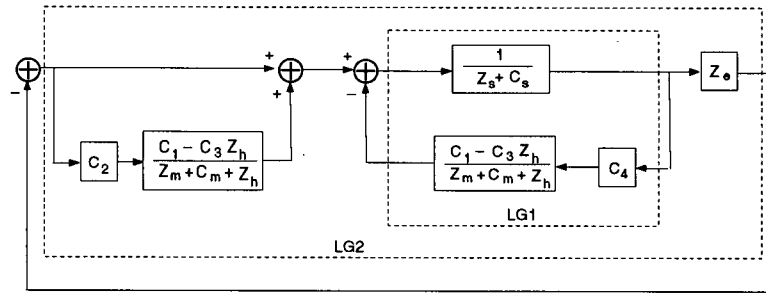 +
+
1
Z_s + C_s
Z_e
−
+
−
C_2
C_1 − C_3 Z_h
Z_m + C_m + Z_h
C_1 − C_3 Z_h
Z_m + C_m + Z_h
C_4
LG1
LG2